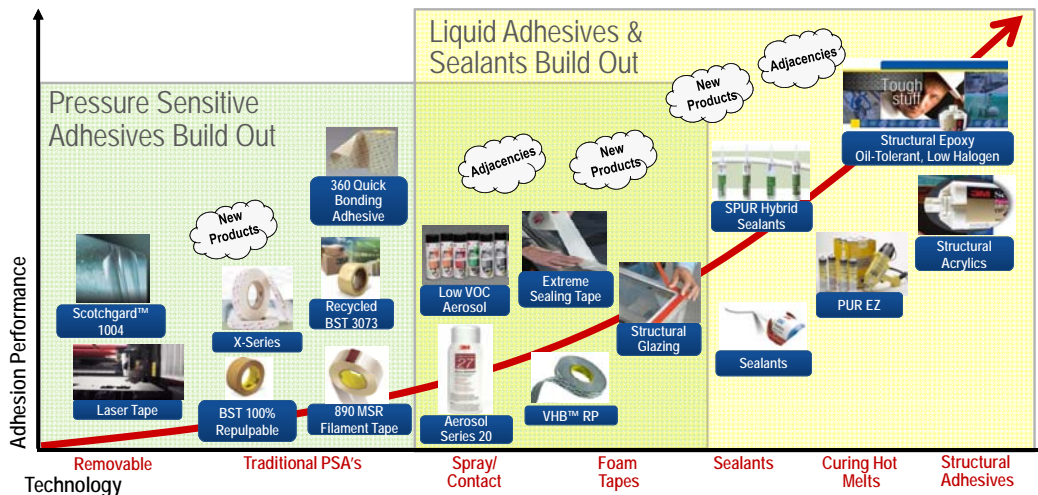 Liquid Adhesives &
Sealants Build Out
Pressure Sensitive
Adhesives Build Out
Adjacencies
New
Products
Tough
stuff
Structural Epoxy
Oil-Tolerant, Low Halogen
Adjacencies
New
Products
360 Quick
Bonding
Adhesive
New
Products
SPUR Hybrid
Sealants
3M
Structural
Acrylics
Scotchgard™
1004
X-Series
Recycled
BST 3073
Low VOC
Aerosol
Extreme
Sealing Tape
Structural
Glazing
PUR EZ
Sealants
Laser Tape
BST 100%
Repulpable
890 MSR
Filament Tape
3M
27
Aerosol
Series 20
VHB™ RP
Adhesion Performance
Removable
Traditional PSA's
Spray/
Contact
Foam
Tapes
Sealants
Curing Hot
Melts
Structural
Adhesives
Technology